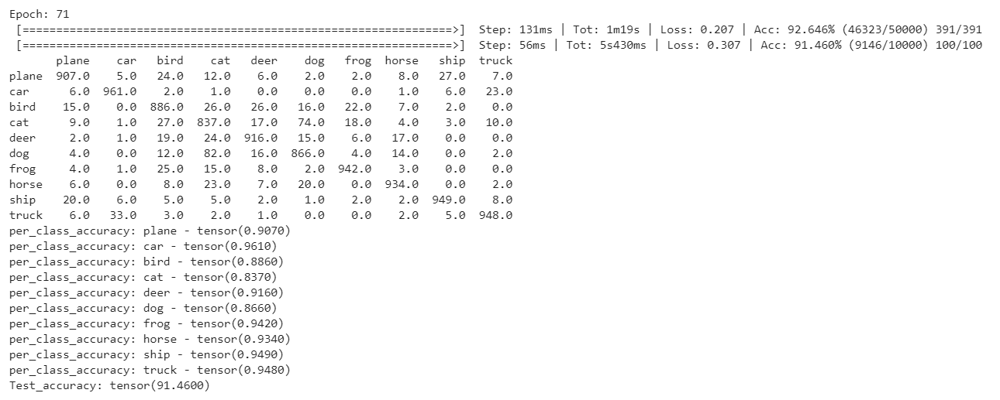 Epoch: 71
[================================================================>]  Step: 131ms | Tot: 1m19s | Loss: 0.207 | Acc: 92.646% (46323/50000) 391/391
[================================================================>]  Step: 56ms | Tot: 5s430ms | Loss: 0.307 | Acc: 91.460% (9146/10000) 100/100
plane car bird cat deer dog frog horse ship truck
plane 907.0 5.0 24.0 12.0 6.0 2.0 2.0 8.0 27.0 7.0
car 6.0 961.0 2.0 1.0 0.0 0.0 0.0 1.0 6.0 23.0
bird 15.0 0.0 886.0 26.0 26.0 16.0 22.0 7.0 2.0 0.0
cat 9.0 1.0 27.0 837.0 17.0 74.0 18.0 4.0 3.0 10.0
deer 2.0 1.0 19.0 24.0 916.0 15.0 6.0 17.0 0.0 0.0
dog 4.0 0.0 12.0 82.0 16.0 866.0 4.0 14.0 0.0 2.0
frog 4.0 1.0 25.0 15.0 8.0 2.0 942.0 3.0 0.0 0.0
horse 6.0 0.0 8.0 23.0 7.0 20.0 0.0 934.0 0.0 2.0
ship 20.0 6.0 5.0 5.0 2.0 1.0 2.0 2.0 949.0 8.0
truck 6.0 33.0 3.0 2.0 1.0 0.0 0.0 2.0 5.0 948.0
per_class_accuracy: plane - tensor(0.9070)
per_class_accuracy: car - tensor(0.9610)
per_class_accuracy: bird - tensor(0.8860)
per_class_accuracy: cat - tensor(0.8370)
per_class_accuracy: deer - tensor(0.9160)
per_class_accuracy: dog - tensor(0.8660)
per_class_accuracy: frog - tensor(0.9420)
per_class_accuracy: horse - tensor(0.9340)
per_class_accuracy: ship - tensor(0.9490)
per_class_accuracy: truck - tensor(0.9480)
Test_accuracy: tensor(91.4600)